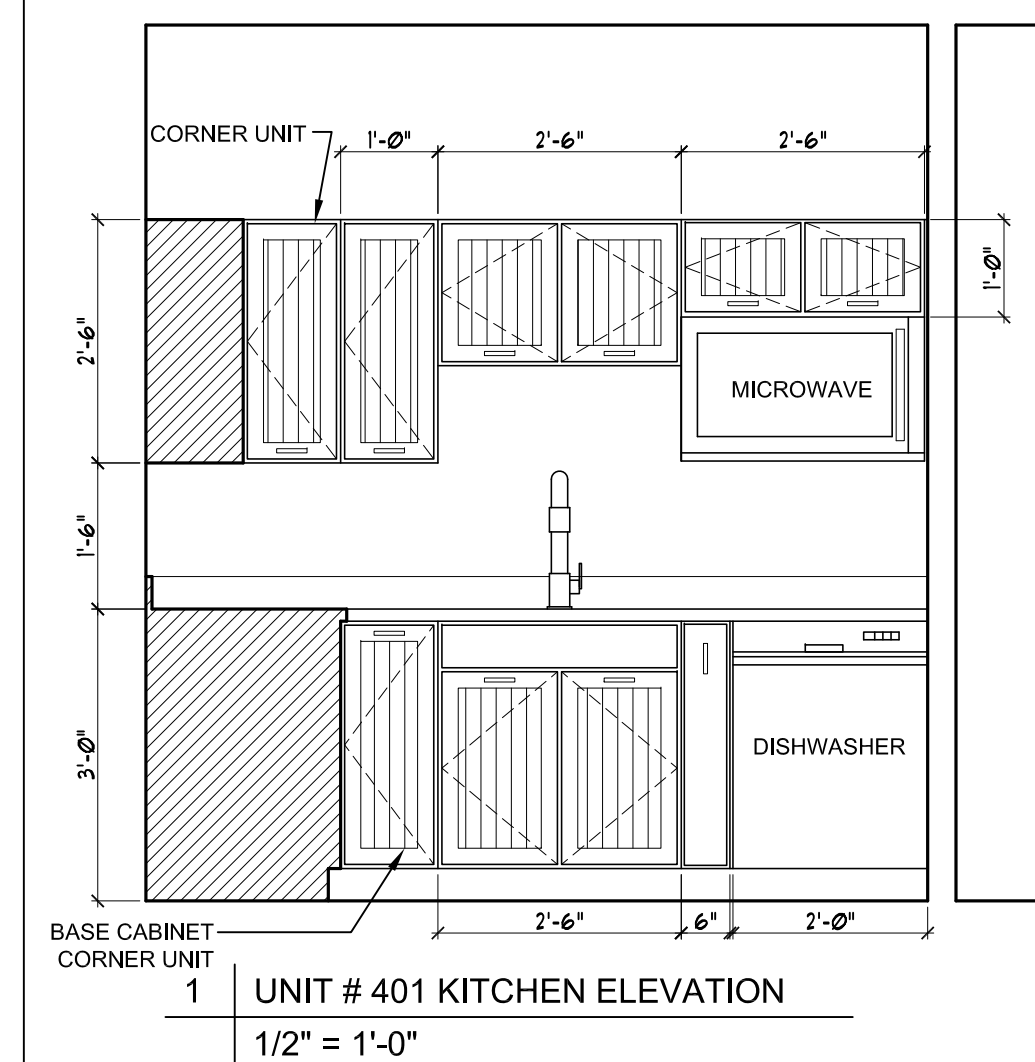 CORNER UNIT
1'-0"
2'-6"
2'-6"
1'-0"
2'-6"
MICROWAVE
1'-6"
3'-0"
DISHWASHER
2'-6"
6"
2'-0"
BASE CABINET
CORNER UNIT
1
UNIT # 401 KITCHEN ELEVATION
1/2" = 1'-0"